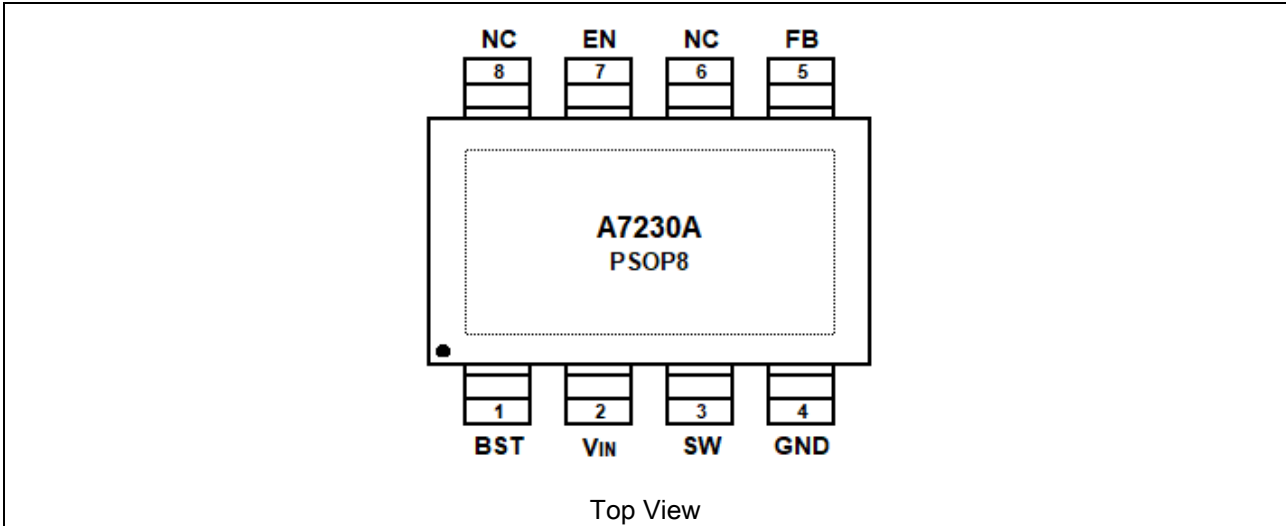 NC EN NC FB
8 7 6 5
A7230A
PSOP8
1 2 3 4
BST VIN SW GND
Top View